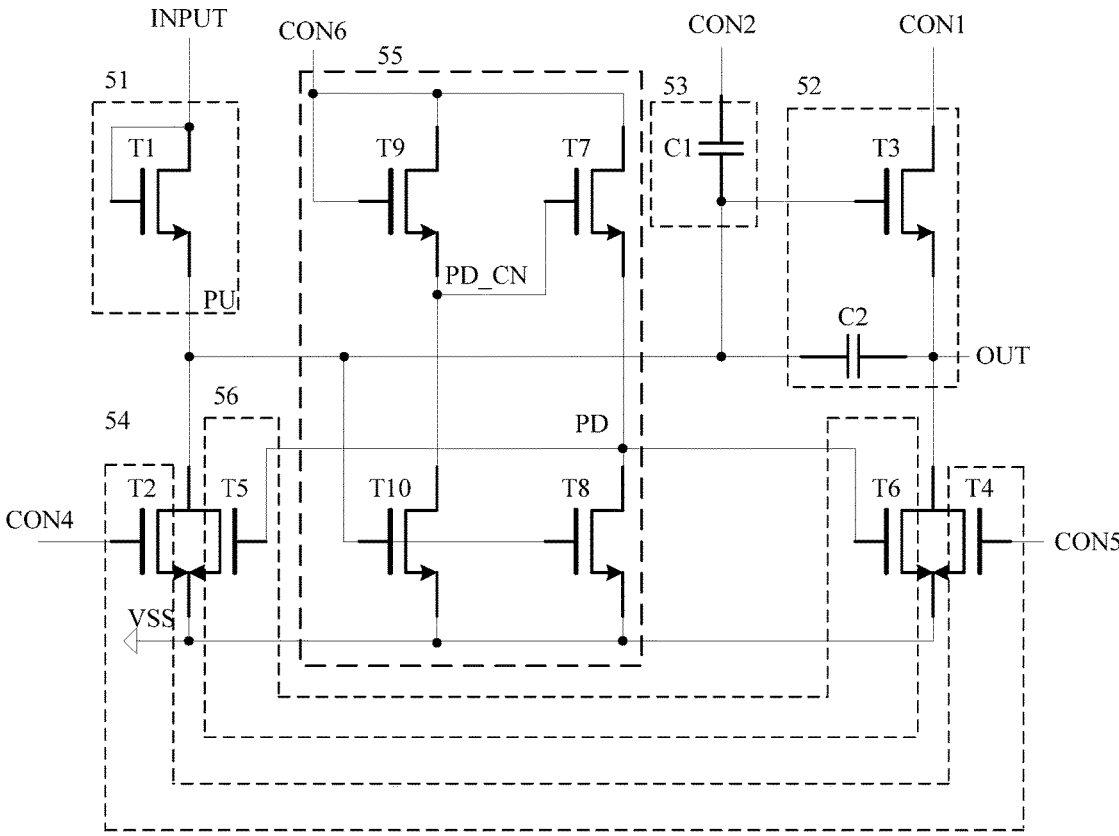 INPUT
CON6
CON2
CON1
51
55
53
52
T1
T9
T7
C1
T3
PD_CN
PU
C2
OUT
54
56
PD
T2
T5
T10
T8
T6
T4
CON4
CON5
VSS